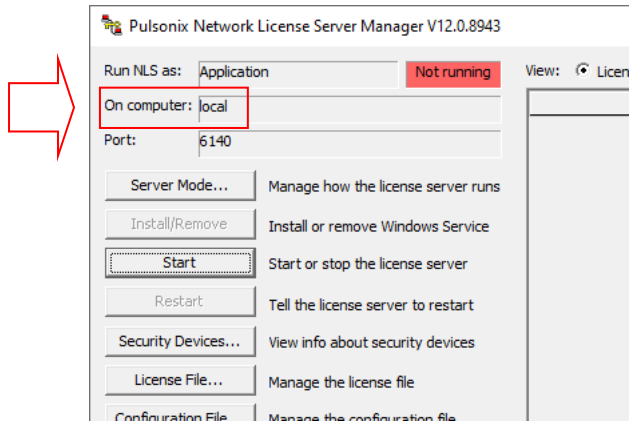 Pulsonix Network License Server Manager V12.0.8943
Run NLS as: Application Not running View: Licen
On computer: local
Port: 6140
Server Mode... Manage how the license server runs
Install/Remove Install or remove Windows Service
Start Start or stop the license server
Restart Tell the license server to restart
Security Devices... View info about security devices
License File... Manage the license file
Configuration File... Manage the configuration file